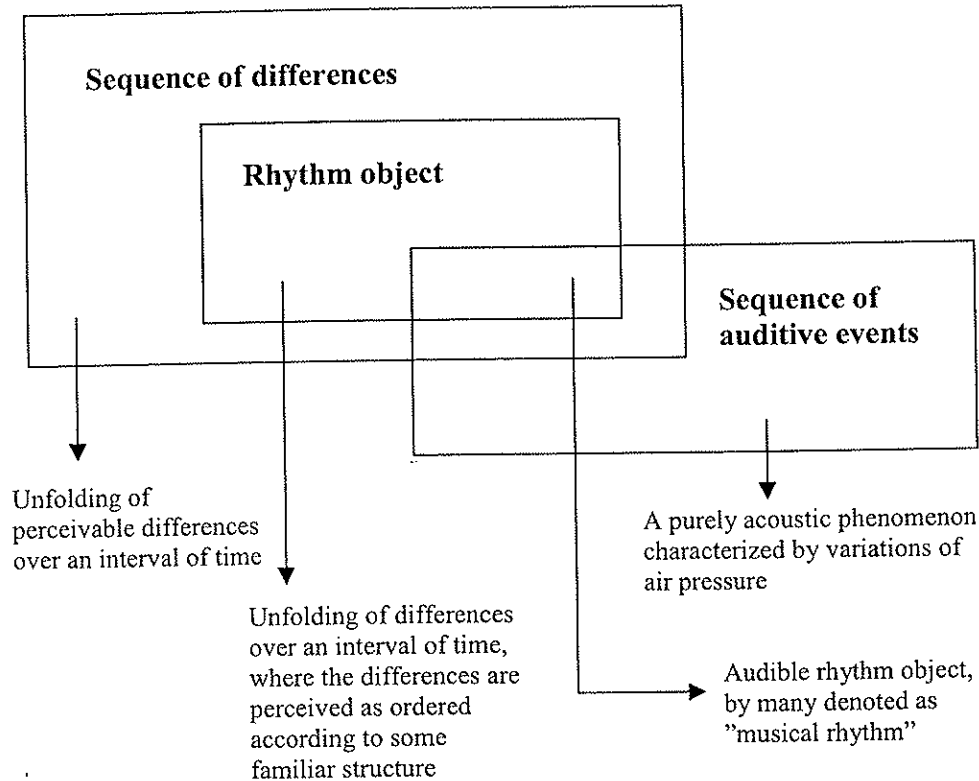 Sequence of differences
Rhythm object
Sequence of
auditive events
Unfolding of
perceivable differences
over an interval of time
Unfolding of differences
over an interval of time,
where the differences are
perceived as ordered
according to some
familiar structure
A purely acoustic phenomenon
characterized by variations of
air pressure
Audible rhythm object,
by many denoted as
”musical rhythm”